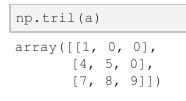 np.tril(a)
array([[1, 0, 0],
       [4, 5, 0],
       [7, 8, 9]])